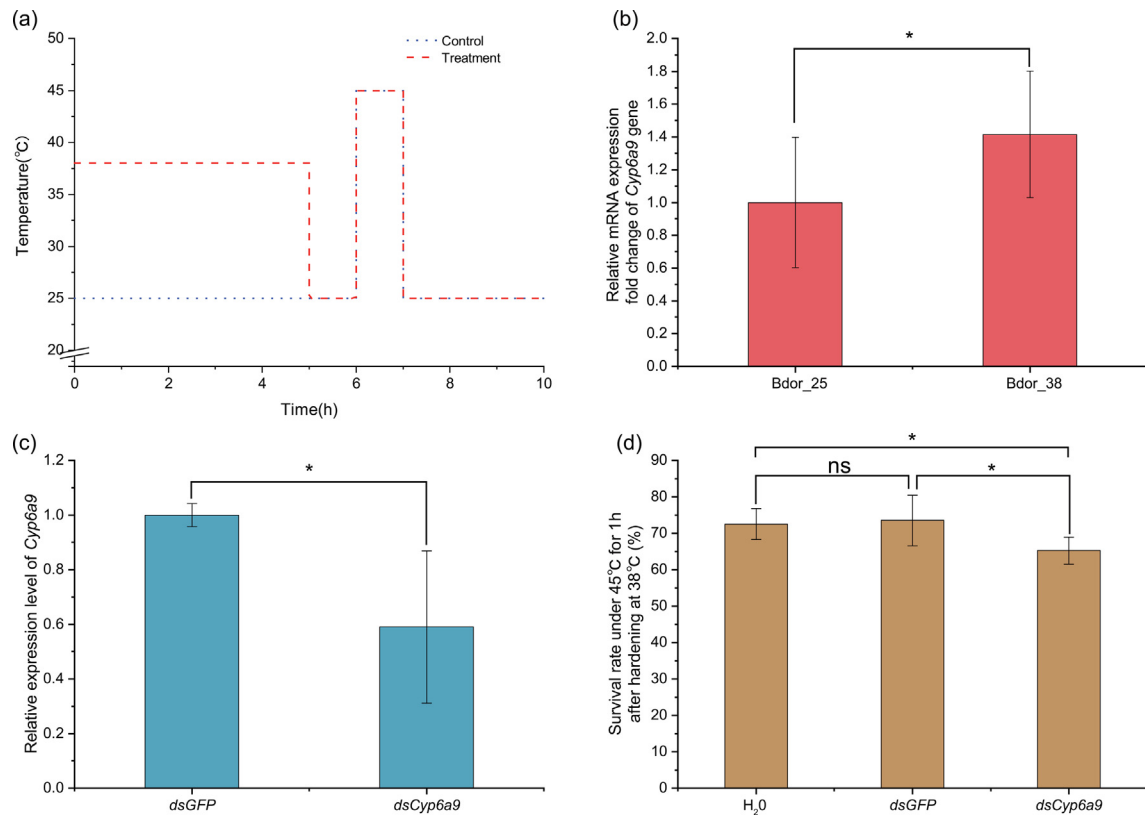 (a)
50
45
40
35
30
25
20
Temperature(℃)
Control
Treatment
0
2
4
6
8
10
Time(h)
(b)
2.0
1.8
1.6
1.4
1.2
1.0
0.8
0.6
0.4
0.2
0.0
Relative mRNA expression
fold change of Cyp6a9 gene
*
Bdor_25
Bdor_38
(c)
1.2
1.0
0.8
0.6
0.4
0.2
0.0
Relative expression level of Cyp6a9
*
dsGFP
dsCyp6a9
(d)
90
80
70
60
50
40
30
20
10
0
Survival rate under 45℃ for 1h
after hardening at 38℃ (%)
*
ns
*
H₂0
dsGFP
dsCyp6a9